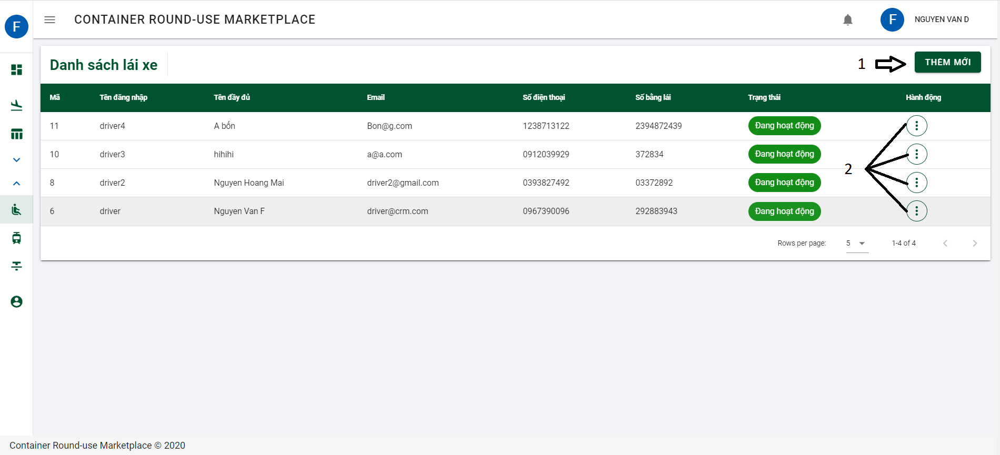 F
CONTAINER ROUND-USE MARKETPLACE
F
NGUYEN VAN D
Danh sách lái xe
1
THÊM MỚI
Mã Tên đăng nhập Tên đầy đủ Email Số điện thoại Số bằng lái Trạng thái Hành động
11 driver4 A bốn Bon@g.com 1238713122 2394872439 Đang hoạt động
10 driver3 hihihi a@a.com 0912039929 372834 Đang hoạt động
2
8 driver2 Nguyen Hoang Mai driver2@gmail.com 0393827492 03372892 Đang hoạt động
6 driver Nguyen Van F driver@crm.com 0967390096 292883943 Đang hoạt động
Rows per page: 5 1-4 of 4
Container Round-use Marketplace © 2020